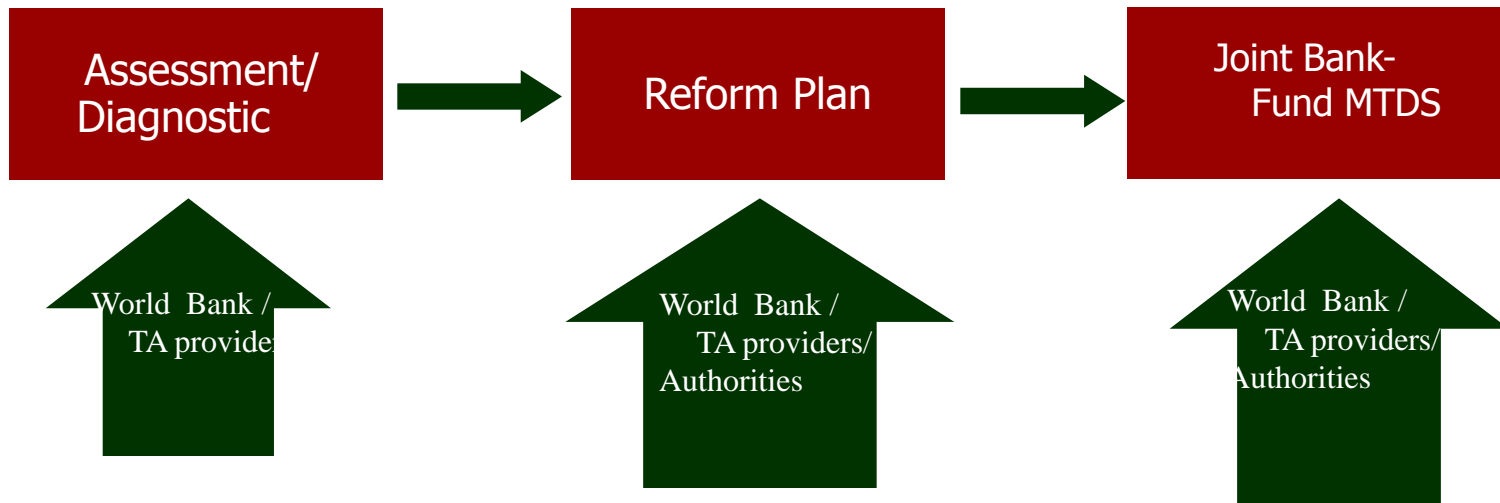 Assessment/
Diagnostic
Reform Plan
Joint Bank-
Fund MTDS
World Bank /
TA provide
World Bank /
TA providers/
Authorities
World Bank /
TA providers/
Authorities